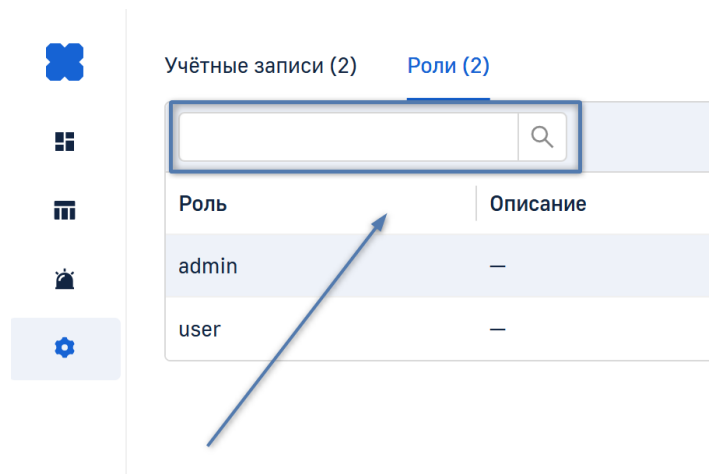 Учётные записи (2) Роли (2)
Роль Описание
admin —
user —